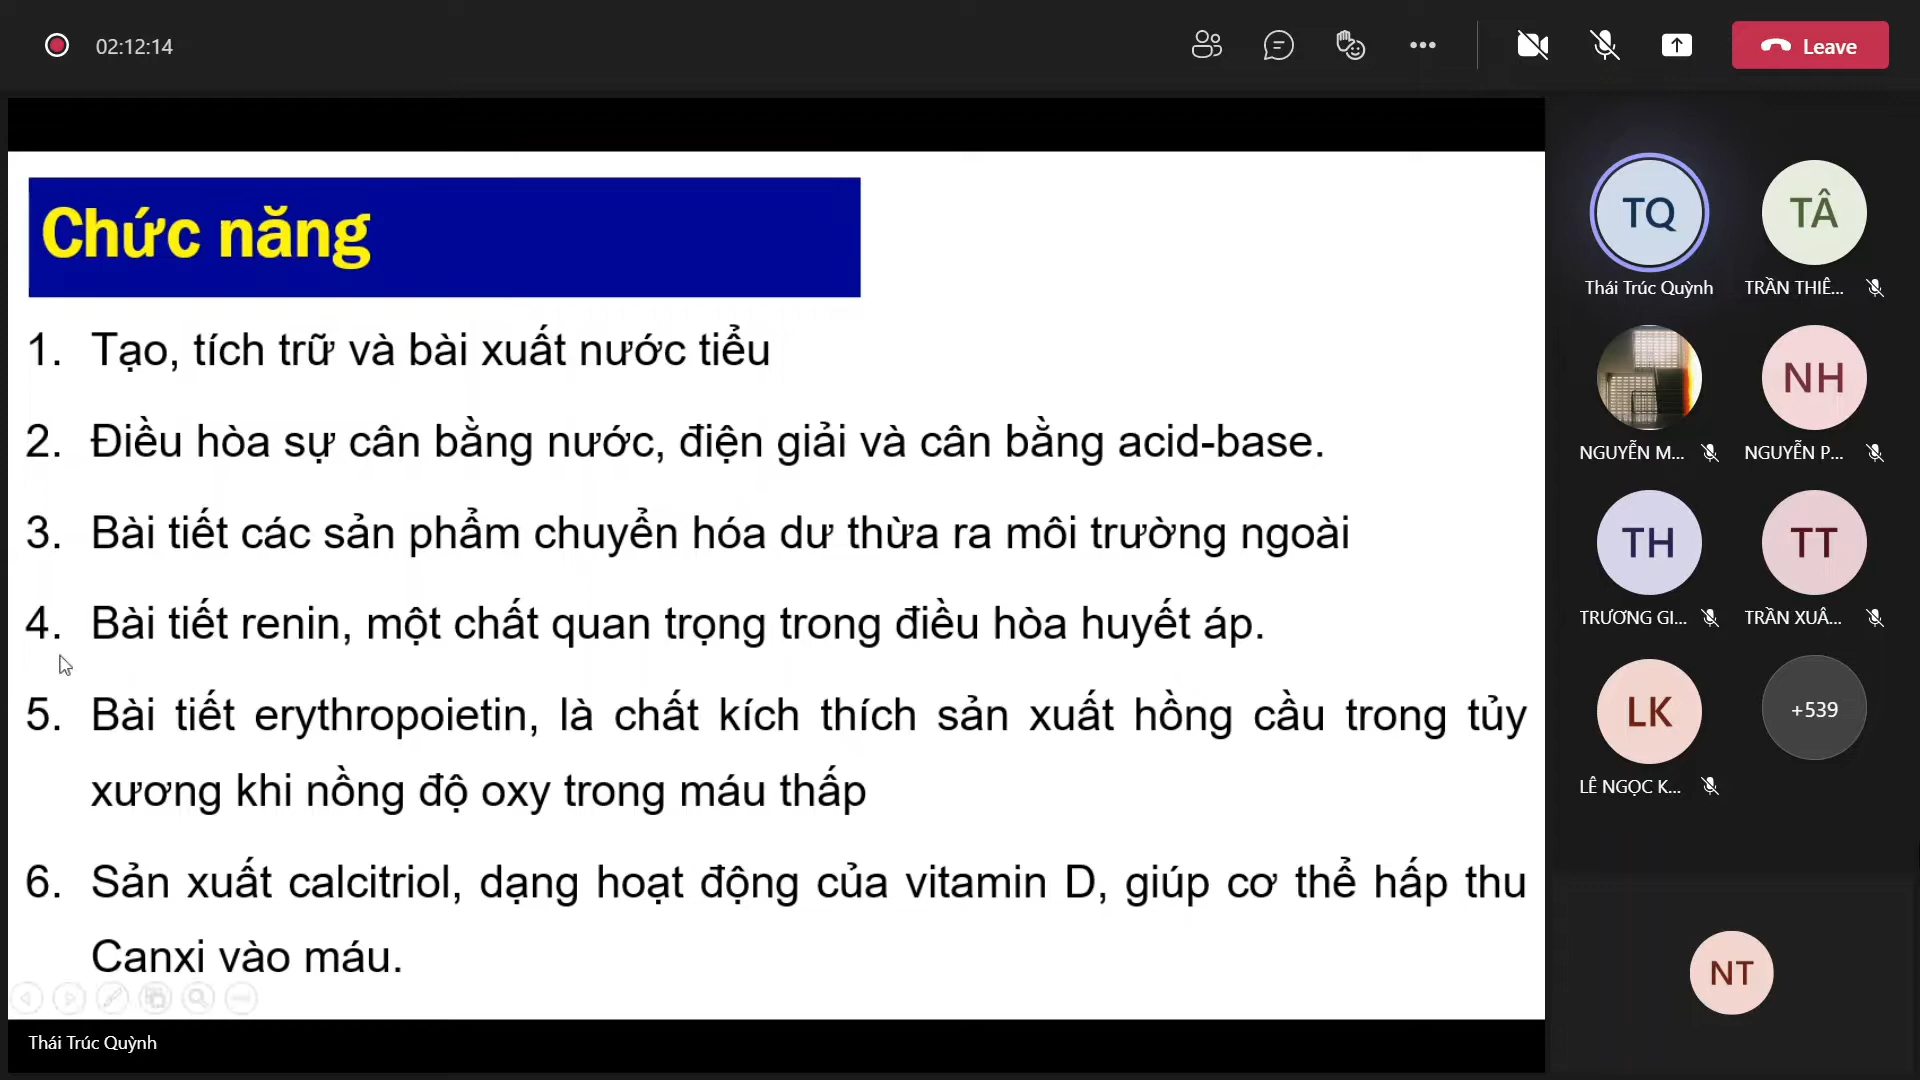 02:12:14
Leave
Chức năng
1. Tạo, tích trữ và bài xuất nước tiểu
2. Điều hòa sự cân bằng nước, điện giải và cân bằng acid-base.
3. Bài tiết các sản phẩm chuyển hóa dư thừa ra môi trường ngoài
4. Bài tiết renin, một chất quan trọng trong điều hòa huyết áp.
5. Bài tiết erythropoietin, là chất kích thích sản xuất hồng cầu trong tủy
xương khi nồng độ oxy trong máu thấp
6. Sản xuất calcitriol, dạng hoạt động của vitamin D, giúp cơ thể hấp thu
Canxi vào máu.
Thái Trúc Quỳnh
TQ
TÂ
Thái Trúc Quỳnh
TRẦN THIÊ...
NH
NGUYỄN M...
NGUYỄN P...
TH
TT
TRƯƠNG GI...
TRẦN XUÂ...
LK
+539
LÊ NGỌC K...
NT